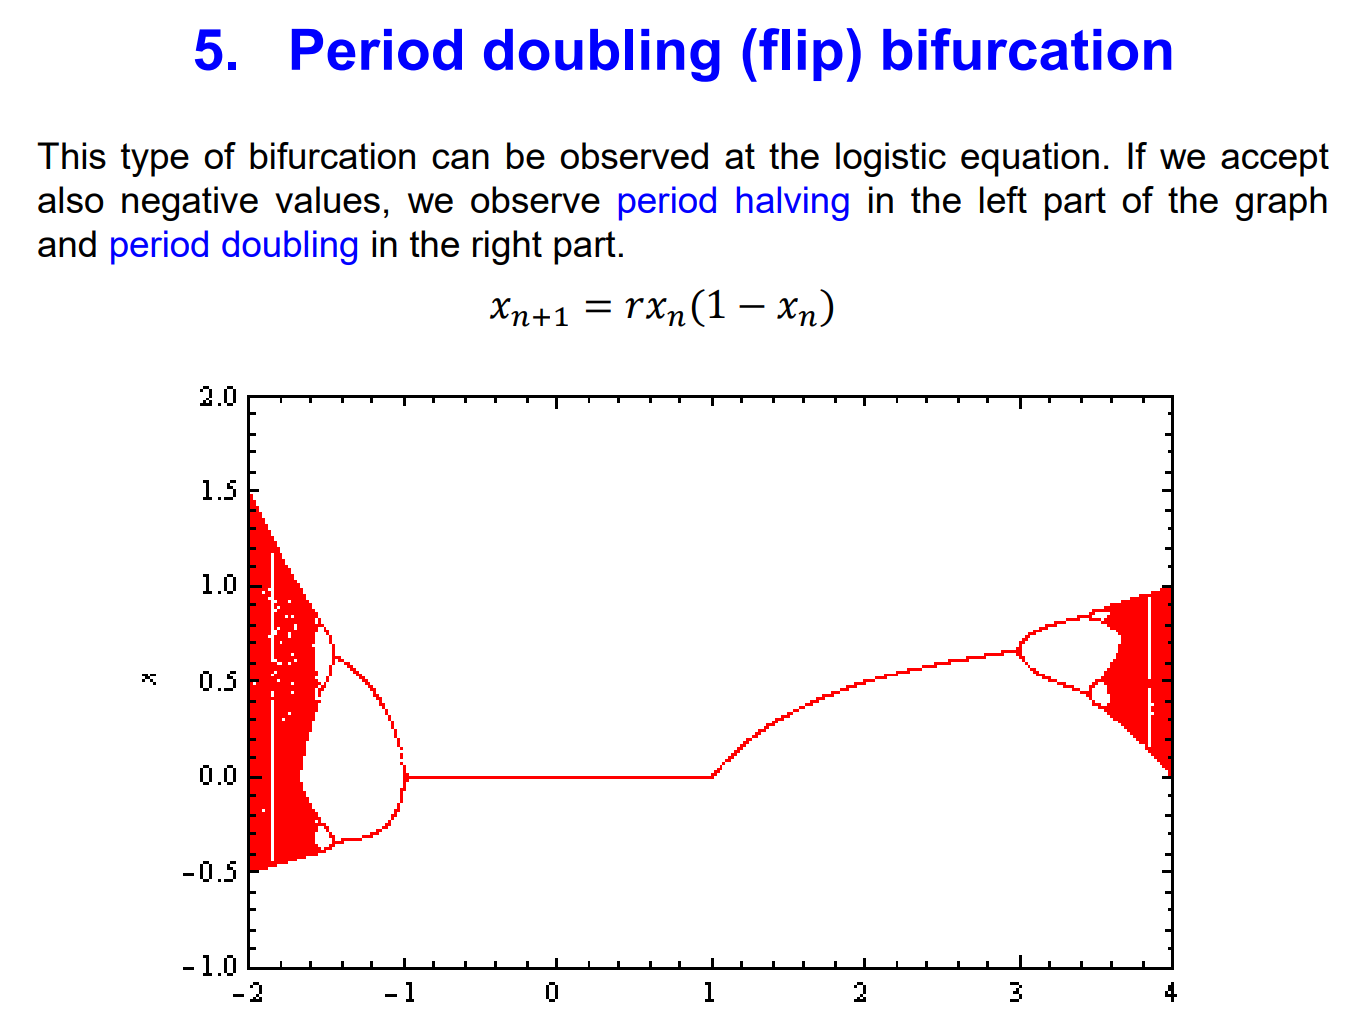 5. Period doubling (flip) bifurcation
This type of bifurcation can be observed at the logistic equation. If we accept
also negative values, we observe period halving in the left part of the graph
and period doubling in the right part.
xₙ₊₁ = rxₙ(1 − xₙ)
2.0
1.5
1.0
0.5
0.0
-0.5
-1.0
x
-2 -1 0 1 2 3 4